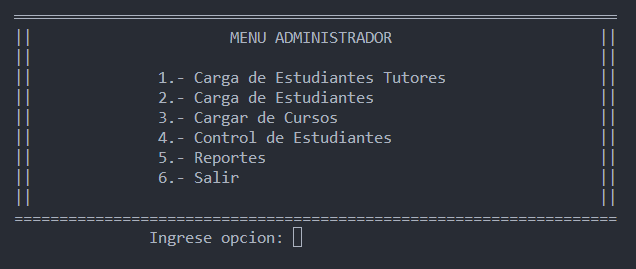 ===================================================================
|| MENU ADMINISTRADOR ||
|| ||
|| 1.- Carga de Estudiantes Tutores ||
|| 2.- Carga de Estudiantes ||
|| 3.- Cargar de Cursos ||
|| 4.- Control de Estudiantes ||
|| 5.- Reportes ||
|| 6.- Salir ||
|| ||
===================================================================
Ingrese opcion: